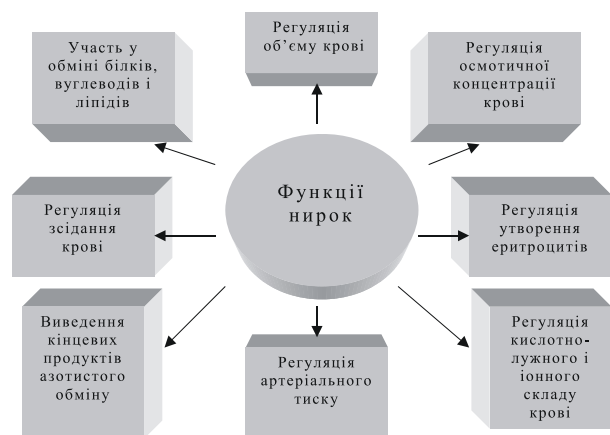 Участь у
обміні білків,
вуглеводів і
ліпідів
Регуляція
об’єму крові
Регуляція
осмотичної
концентрації
крові
Функції
нирок
Регуляція
зсідання
крові
Регуляція
утворення
еритроцитів
Виведення
кінцевих
продуктів
азотистого
обміну
Регуляція
артеріального
тиску
Регуляція
кислотно-
лужного і
іонного
складу
крові